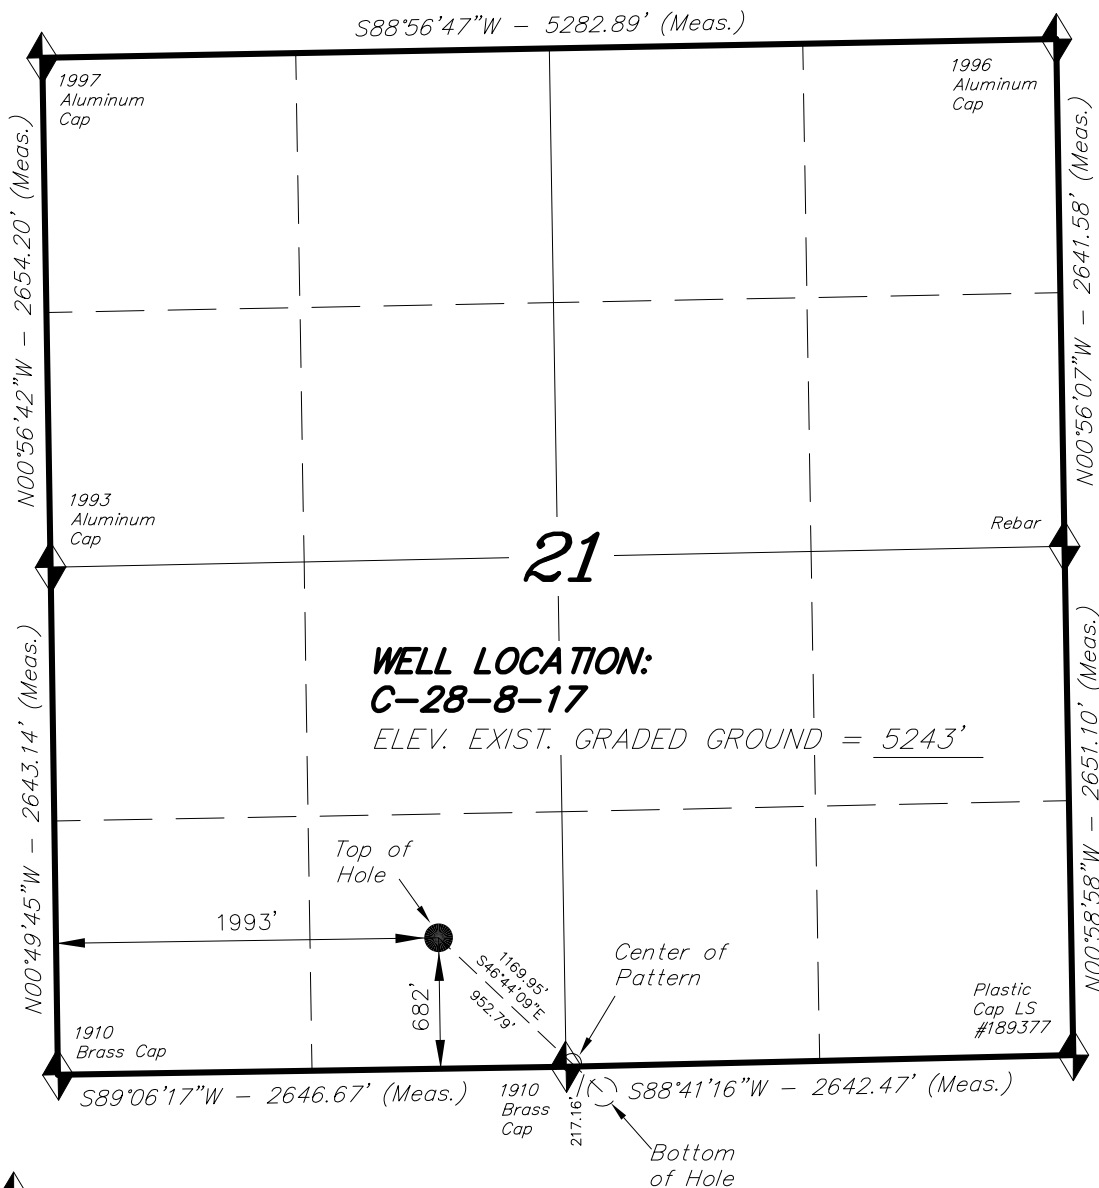 S88°56'47"W - 5282.89' (Meas.)
1997
Aluminum
Cap
1996
Aluminum
Cap
N00°56'42"W - 2654.20' (Meas.)
N00°56'07"W - 2641.58' (Meas.)
1993
Aluminum
Cap
Rebar
21
WELL LOCATION:
C-28-8-17
ELEV. EXIST. GRADED GROUND = 5243'
N00°49'45"W - 2643.14' (Meas.)
N00°58'58"W - 2651.10' (Meas.)
Top of
Hole
1993'
682'
1169.95'
S46°44'09"E
952.79'
Center of
Pattern
Plastic
Cap LS
#189377
1910
Brass Cap
S89°06'17"W - 2646.67' (Meas.)
1910
Brass
Cap
217.16'
S88°41'16"W - 2642.47' (Meas.)
Bottom
of Hole